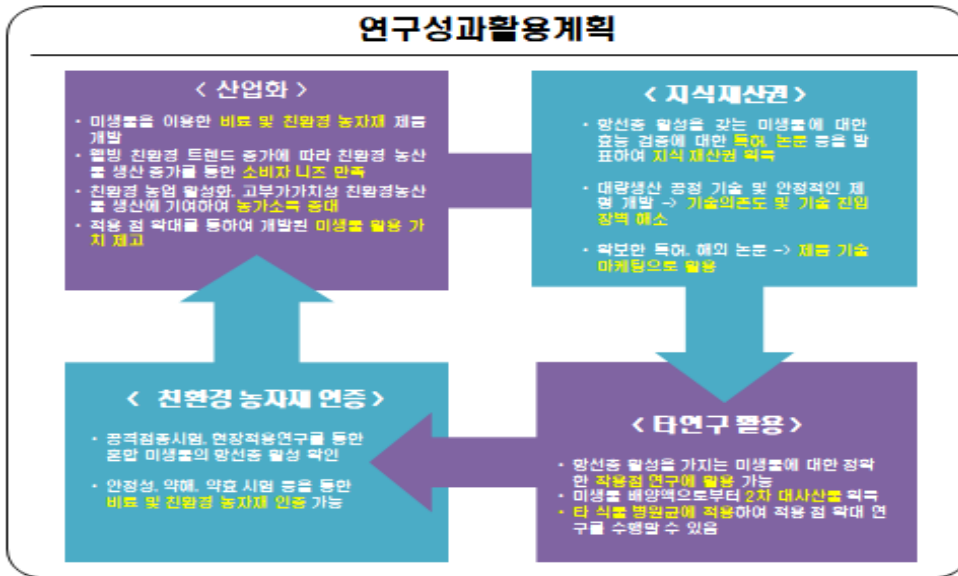 연구성과활용계획
< 산업화 >
• 미생물을 이용한 비료 및 친환경 농자재 제품
개발
• 웰빙 친환경 트렌드 증가에 따라 친환경 농산
물 생산 증가를 통한 소비자 니즈 만족
• 친환경 농업 활성화, 고부가가치성 친환경농산
물 생산에 기여하여 농가소득 증대
• 적용 점 확대를 통하여 개발된 미생물 활용 가
치 제고
< 지식재산권 >
• 항선충 활성을 갖는 미생물에 대한
효능 검증에 대한 특허, 논문 등을 발
표하여 지식 재산권 획득
• 대량생산 공정 기술 및 안정적인 제
형 개발 -> 기술의존도 및 기술 진입
장벽 해소
• 확보한 특허, 해외 논문 -> 제품 기술
마케팅으로 활용
< 친환경 농자재 인증 >
• 공격접종시험, 현장적용연구를 통한
혼합 미생물의 항선충 활성 확인
• 안정성, 약해, 약효 시험 등을 통한
비료 및 친환경 농자재 인증 가능
< 타연구 활용 >
• 항선충 활성을 가지는 미생물에 대한 정확
한 작용점 연구에 활용 가능
• 미생물 배양액으로부터 2차 대사산물 획득
• 타 식물 병원균에 적용하여 적용 점 확대 연
구를 수행할 수 있음